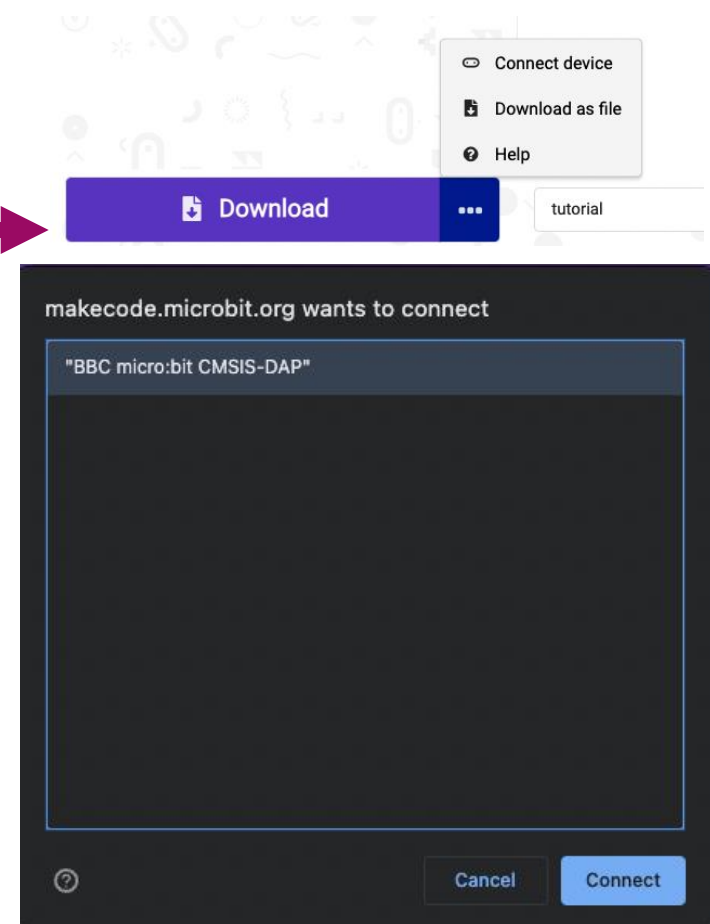 Connect device
Download as file
Help
Download
tutorial
makecode.microbit.org wants to connect
"BBC micro:bit CMSIS-DAP"
Cancel
Connect